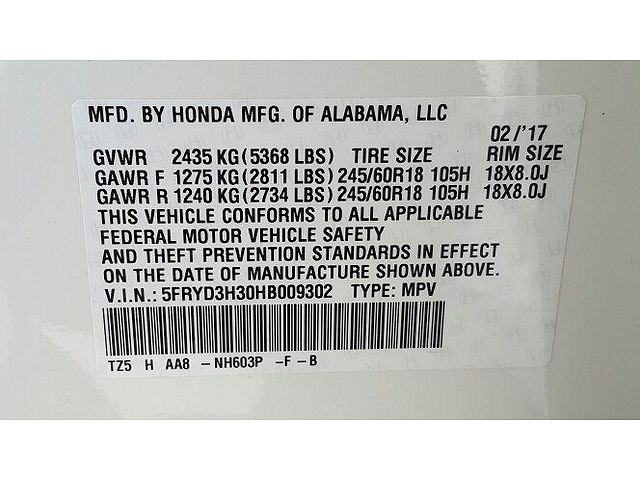 MFD. BY HONDA MFG. OF ALABAMA, LLC
02/'17
GVWR 2435 KG(5368 LBS) TIRE SIZE RIM SIZE
GAWR F 1275 KG(2811 LBS) 245/60R18 105H 18X8.0J
GAWR R 1240 KG(2734 LBS) 245/60R18 105H 18X8.0J
THIS VEHICLE CONFORMS TO ALL APPLICABLE
FEDERAL MOTOR VEHICLE SAFETY
AND THEFT PREVENTION STANDARDS IN EFFECT
ON THE DATE OF MANUFACTURE SHOWN ABOVE.
V.I.N.: 5FRYD3H30HB009302 TYPE: MPV
TZ5 H AA8 -NH603P -F-B